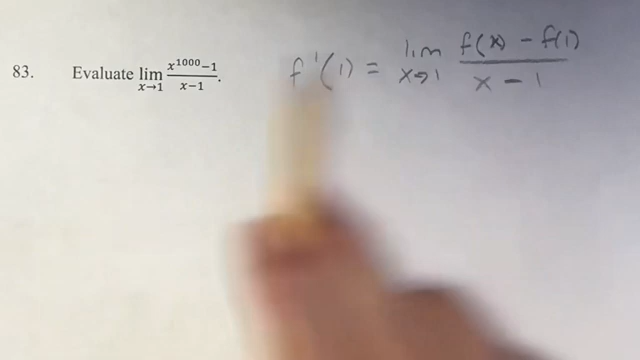 83. Evaluate lim x→1 x^1000−1 / x−1.
f'(1) = lim x→1 f(x) − f(1) / x − 1